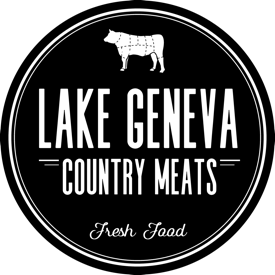 LAKE GENEVA
COUNTRY MEATS
Fresh Food